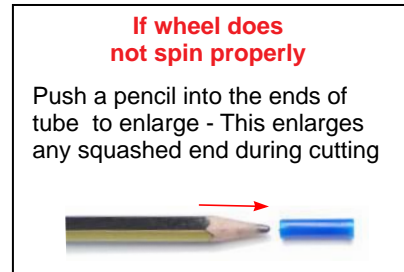 If wheel does
not spin properly
Push a pencil into the ends of
tube  to enlarge - This enlarges
any squashed end during cutting